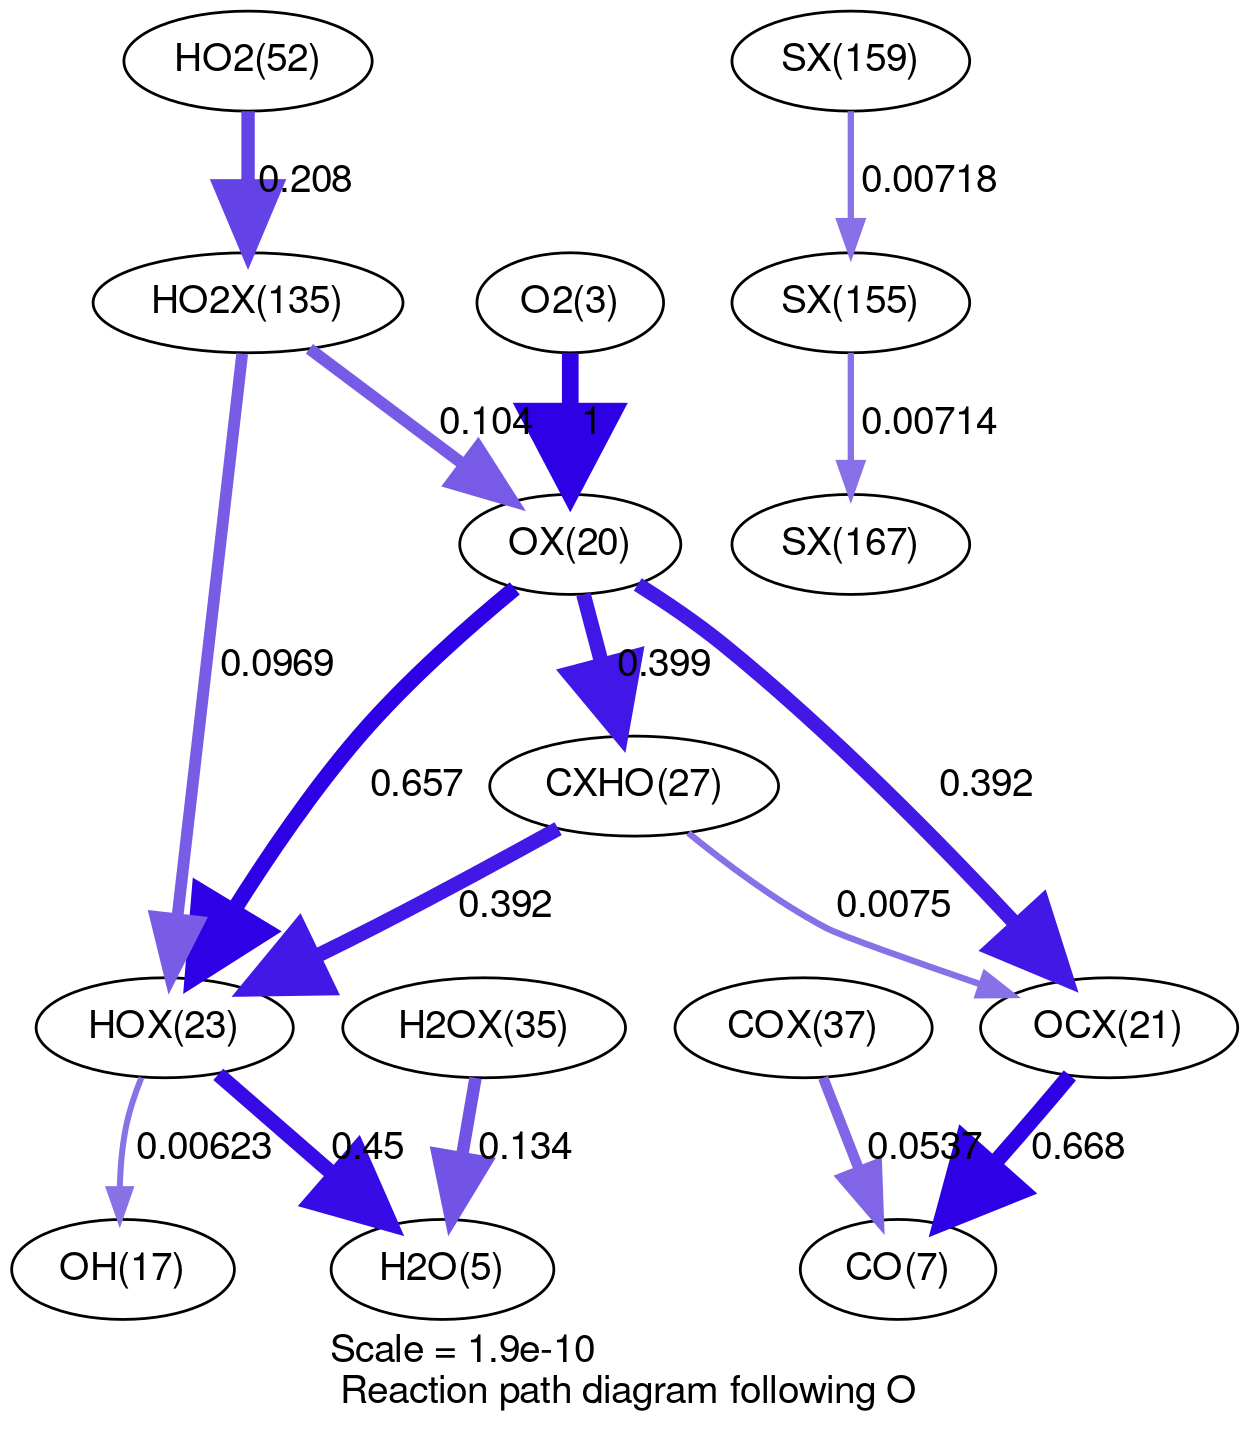 HO2(52)
SX(159)
0.208
0.00718
HO2X(135)
O2(3)
SX(155)
0.104
1
0.00714
OX(20)
SX(167)
0.0969
0.399
0.657
CXHO(27)
0.392
0.392
0.0075
HOX(23)
H2OX(35)
COX(37)
OCX(21)
0.00623
0.45
0.134
0.0537
0.668
OH(17)
H2O(5)
CO(7)
Scale = 1.9e-10
Reaction path diagram following O